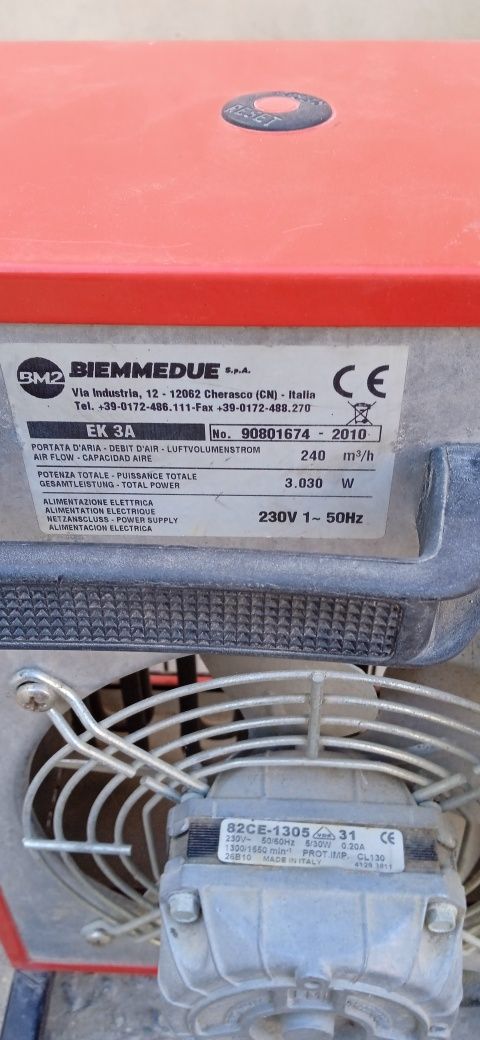 RESET
BM2 BIEMMEDUE S.p.A.
Via Industria, 12 - 12062 Cherasco (CN) - Italia
Tel. +39-0172-486.111-Fax +39-0172-488.270
CE
EK 3A No. 90801674 - 2010
PORTATA D'ARIA - DEBIT D'AIR - LUFTVOLUMENSTROM
AIR FLOW - CAPACIDAD AIRE 240 m³/h
POTENZA TOTALE - PUISSANCE TOTALE
GESAMTLEISTUNG - TOTAL POWER 3.030 W
ALIMENTAZIONE ELETTRICA
ALIMENTATION ELECTRIQUE
NETZANSCLUSS - POWER SUPPLY 230V 1~ 50Hz
ALIMENTACION ELECTRICA
82CE-1305 VDE 31 CE
230V~ 50/60Hz 5/30W 0.20A
1300/1550 min⁻¹ PROT.IMP. CL130
26B10 MADE IN ITALY 4129 3811